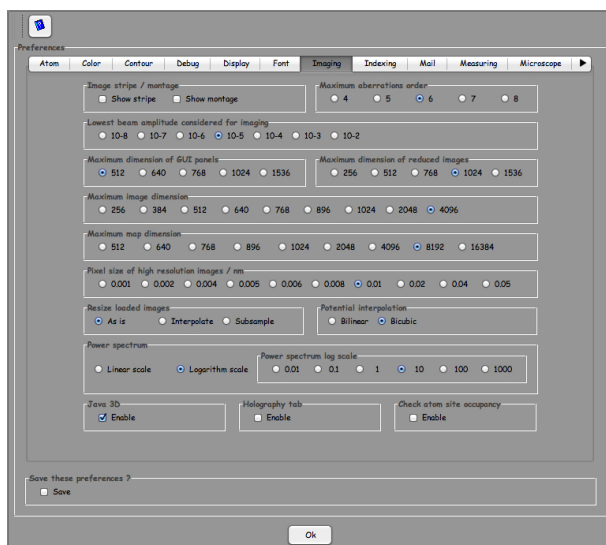 Preferences
Atom Color Contour Debug Display Font Imaging Indexing Mail Measuring Microscope
Image stripe / montage Maximum aberrations order
Show stripe Show montage 4 5 6 7 8
Lowest beam amplitude considered for imaging
10-8 10-7 10-6 10-5 10-4 10-3 10-2
Maximum dimension of GUI panels Maximum dimension of reduced images
512 640 768 1024 1536 256 512 768 1024 1536
Maximum image dimension
256 384 512 640 768 896 1024 2048 4096
Maximum map dimension
512 640 768 896 1024 2048 4096 8192 16384
Pixel size of high resolution images / nm
0.001 0.002 0.004 0.005 0.006 0.008 0.01 0.02 0.04 0.05
Resize loaded images Potential interpolation
As is Interpolate Subsample Bilinear Bicubic
Power spectrum
Power spectrum log scale
Linear scale Logarithm scale 0.01 0.1 1 10 100 1000
Java 3D Holography tab Check atom site occupancy
Enable Enable Enable
Save these preferences ?
Save
Ok